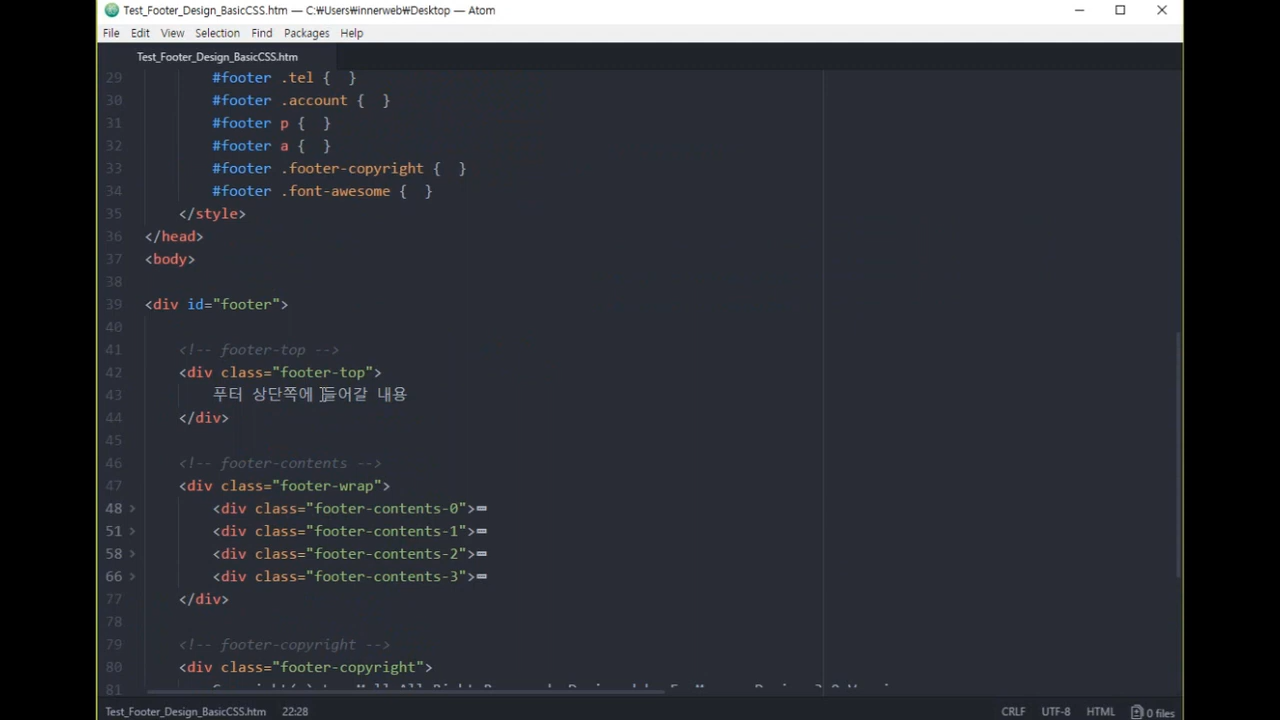 Test_Footer_Design_BasicCSS.htm — C:₩Users₩innerweb₩Desktop — Atom
File Edit View Selection Find Packages Help
Test_Footer_Design_BasicCSS.htm
29 #footer .tel { }
30 #footer .account { }
31 #footer p { }
32 #footer a { }
33 #footer .footer-copyright { }
34 #footer .font-awesome { }
35 </style>
36 </head>
37 <body>
38
39 <div id="footer">
40
41 <!-- footer-top -->
42 <div class="footer-top">
43 푸터 상단쪽에 들어갈 내용
44 </div>
45
46 <!-- footer-contents -->
47 <div class="footer-wrap">
48 <div class="footer-contents-0">
51 <div class="footer-contents-1">
58 <div class="footer-contents-2">
66 <div class="footer-contents-3">
77 </div>
78
79 <!-- footer-copyright -->
80 <div class="footer-copyright">
81
Test_Footer_Design_BasicCSS.htm 22:28 CRLF UTF-8 HTML 0 files